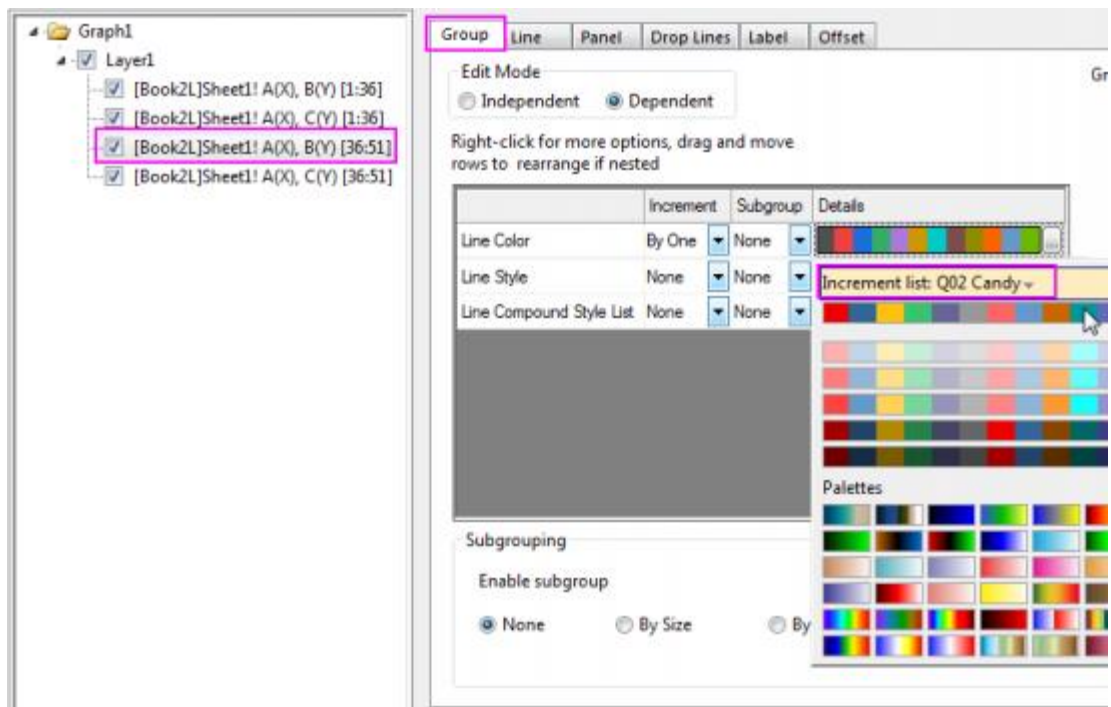 Graph1
Layer1
[Book2L]Sheet1! A(X), B(Y) [1:36]
[Book2L]Sheet1! A(X), C(Y) [1:36]
[Book2L]Sheet1! A(X), B(Y) [36:51]
[Book2L]Sheet1! A(X), C(Y) [36:51]
Group Line Panel Drop Lines Label Offset
Edit Mode
Gr
Independent Dependent
Right-click for more options, drag and move
rows to rearrange if nested
Increment Subgroup Details
Line Color By One None ...
Line Style None None
Increment list: Q02 Candy
Line Compound Style List None None
Palettes
Subgrouping
Enable subgroup
None By Size By